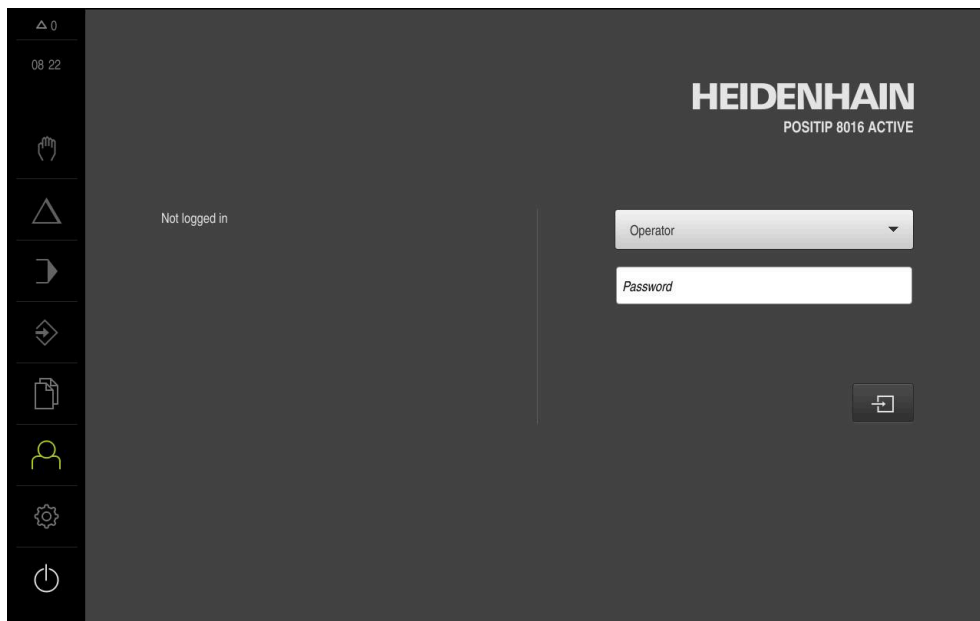 0
08 22
HEIDENHAIN
POSITIP 8016 ACTIVE
Not logged in
Operator
Password